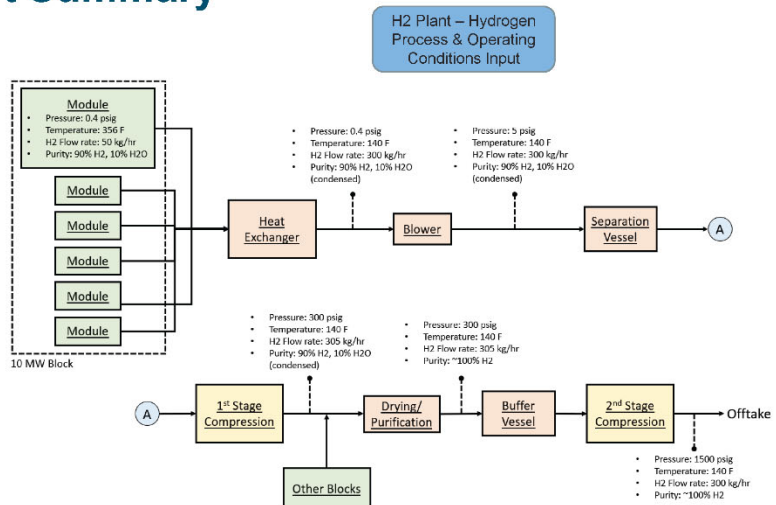 H2 Plant – Hydrogen
Process & Operating
Conditions Input
Module
• Pressure: 0.4 psig
• Temperature: 356 F
• H2 Flow rate: 50 kg/hr
• Purity: 90% H2, 10% H2O
Module
Module
Module
Module
Module
10 MW Block
Heat
Exchanger
• Pressure: 0.4 psig
• Temperature: 140 F
• H2 Flow rate: 300 kg/hr
• Purity: 90% H2, 10% H2O
(condensed)
Blower
• Pressure: 5 psig
• Temperature: 140 F
• H2 Flow rate: 300 kg/hr
• Purity: 90% H2, 10% H2O
(condensed)
Separation
Vessel
A
A
1st Stage
Compression
• Pressure: 300 psig
• Temperature: 140 F
• H2 Flow rate: 305 kg/hr
• Purity: 90% H2, 10% H2O
(condensed)
Other Blocks
Drying/
Purification
• Pressure: 300 psig
• Temperature: 140 F
• H2 Flow rate: 305 kg/hr
• Purity: ~100% H2
Buffer
Vessel
2nd Stage
Compression
Offtake
• Pressure: 1500 psig
• Temperature: 140 F
• H2 Flow rate: 300 kg/hr
• Purity: ~100% H2